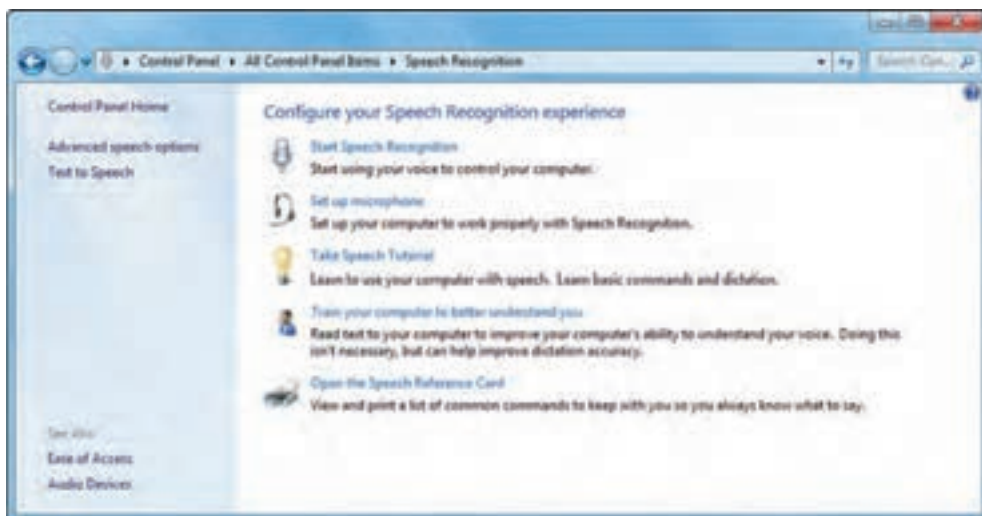 Control Panel ▸ All Control Panel Items ▸ Speech Recognition
Control Panel Home
Advanced speech options
Text to Speech
Configure your Speech Recognition experience
Start Speech Recognition
Start using your voice to control your computer.
Set up microphone
Set up your computer to work properly with Speech Recognition.
Take Speech Tutorial
Learn to use your computer with speech. Learn basic commands and dictation.
Train your computer to better understand you
Read text to your computer to improve your computer's ability to understand your voice. Doing this
isn't necessary, but can help improve dictation accuracy.
Open the Speech Reference Card
View and print a list of common commands to keep with you so you always know what to say.
See also
Ease of Access
Audio Devices